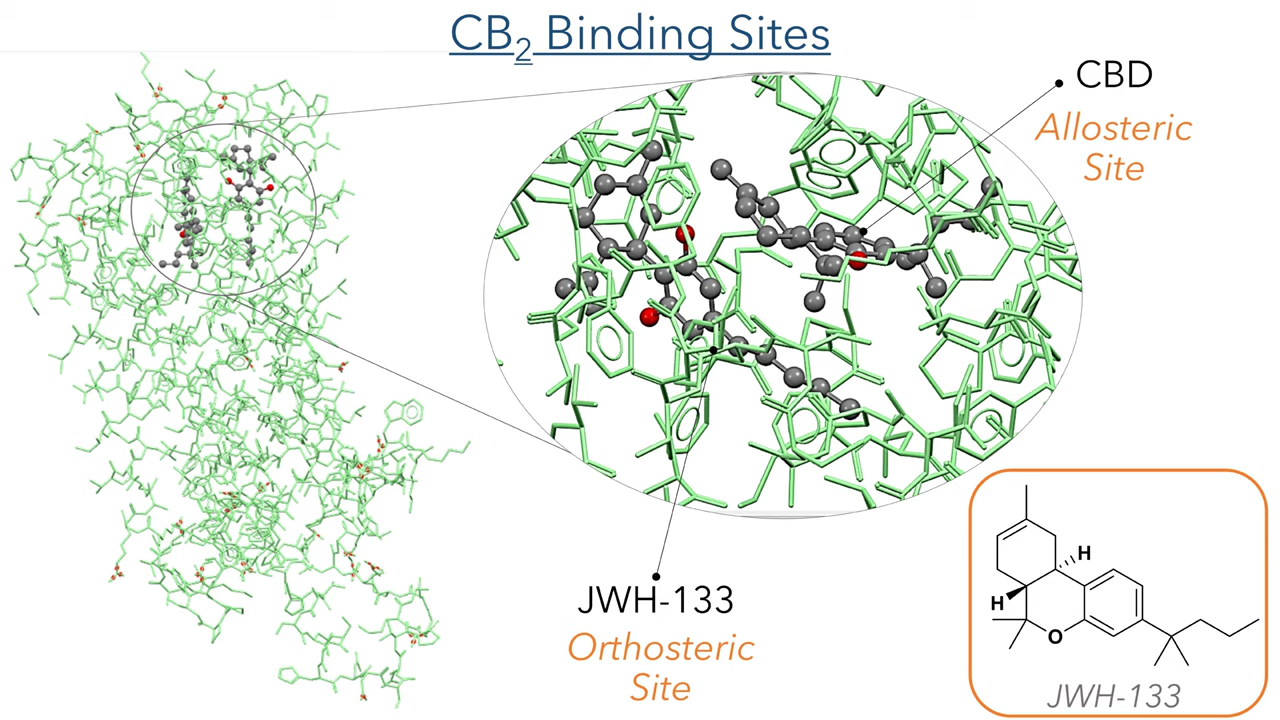 CB₂ Binding Sites
CBD
Allosteric
Site
JWH-133
Orthosteric
Site
H
H
O
JWH-133